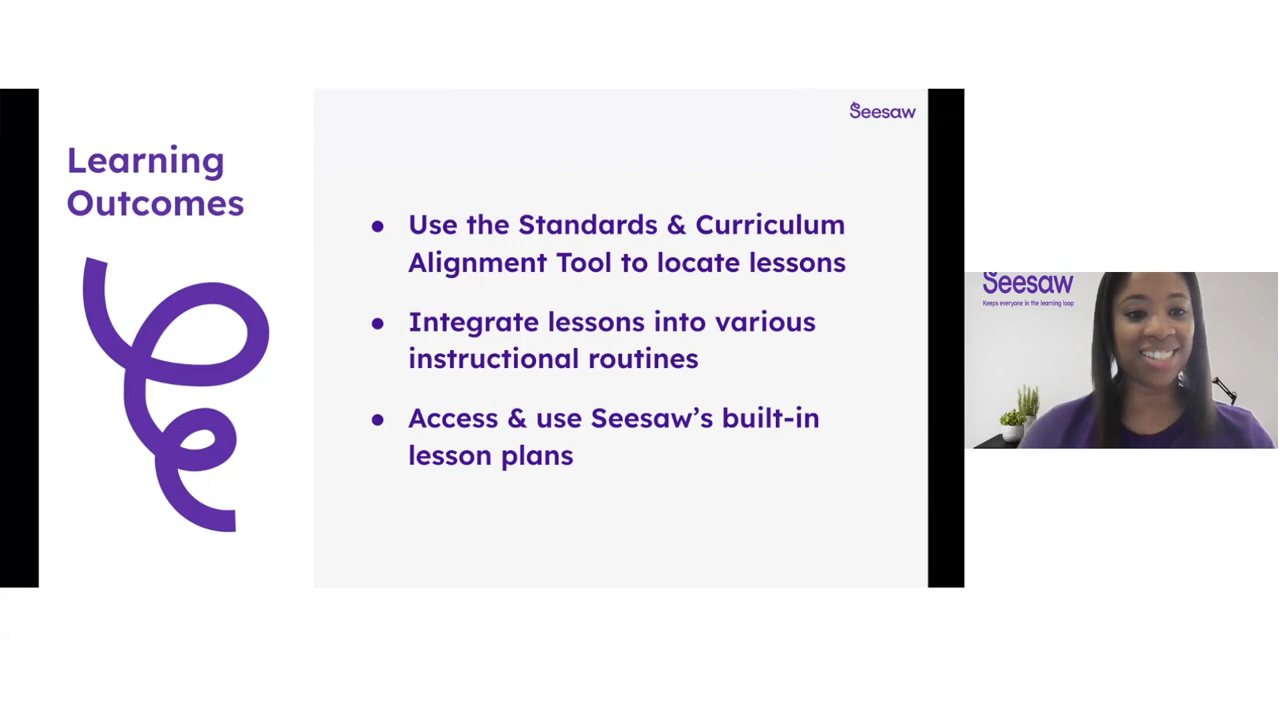 Learning
Outcomes
Seesaw
● Use the Standards & Curriculum
Alignment Tool to locate lessons
● Integrate lessons into various
instructional routines
● Access & use Seesaw’s built-in
lesson plans
Seesaw
Keeps everyone in the learning loop